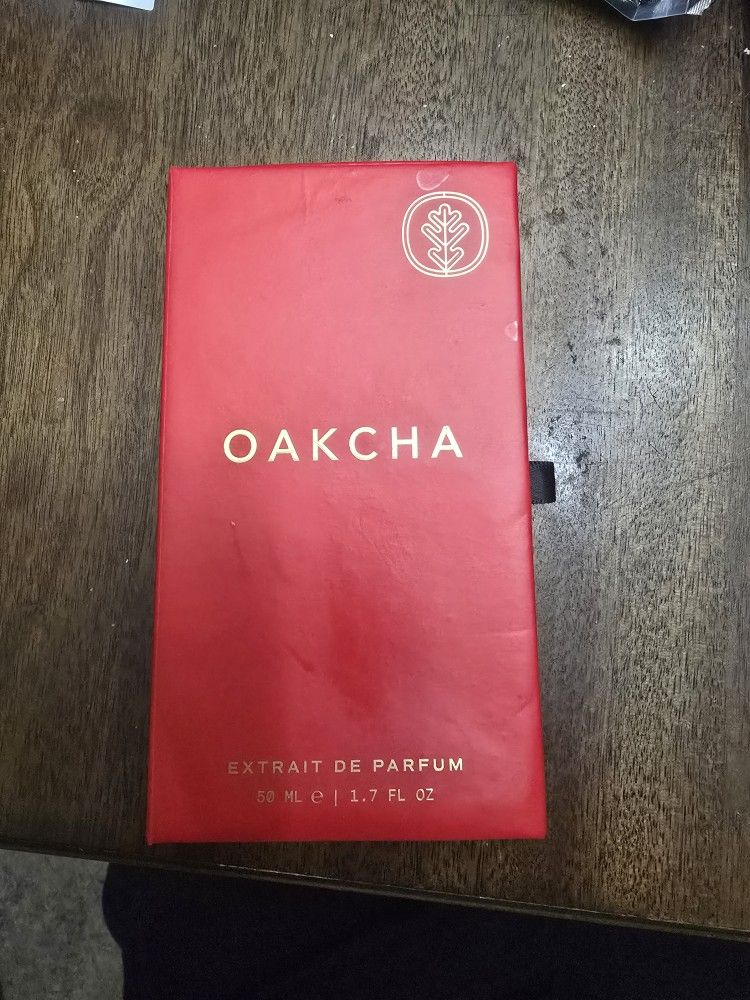 OAKCHA
EXTRAIT DE PARFUM
50 ML ℮ | 1.7 FL OZ